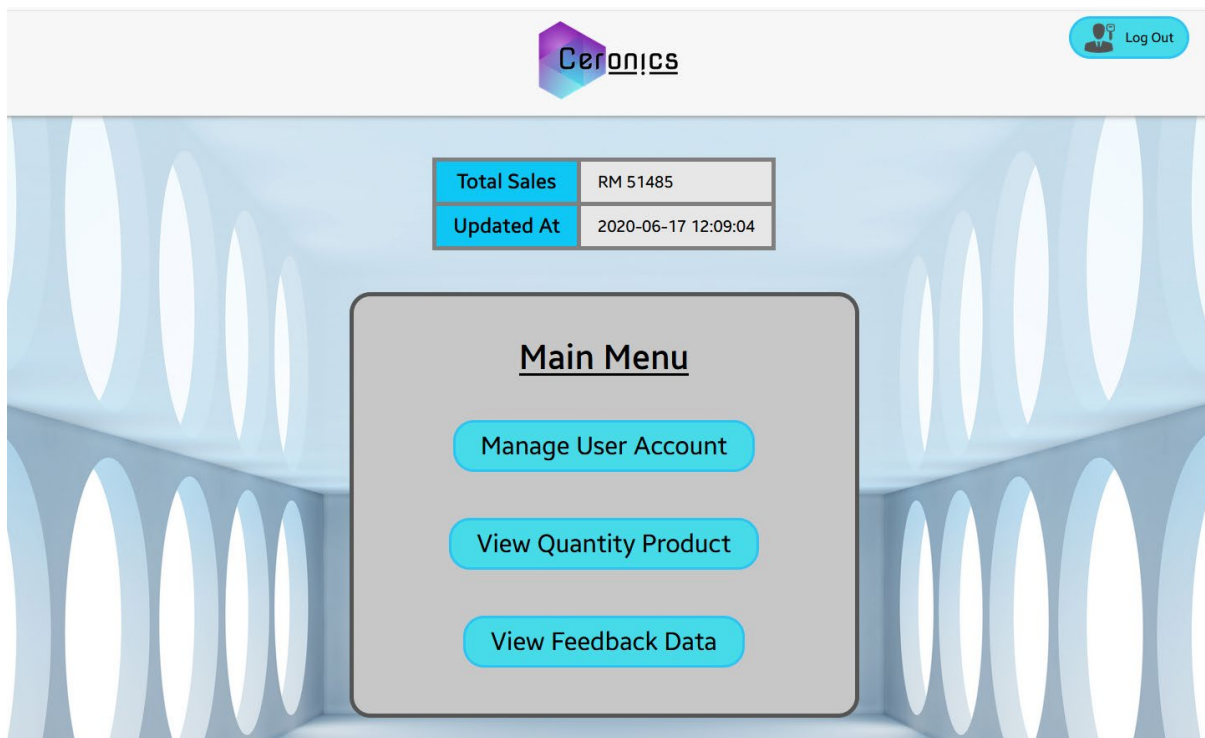 Ceronics
Log Out
Total Sales RM 51485
Updated At 2020-06-17 12:09:04
Main Menu
Manage User Account
View Quantity Product
View Feedback Data